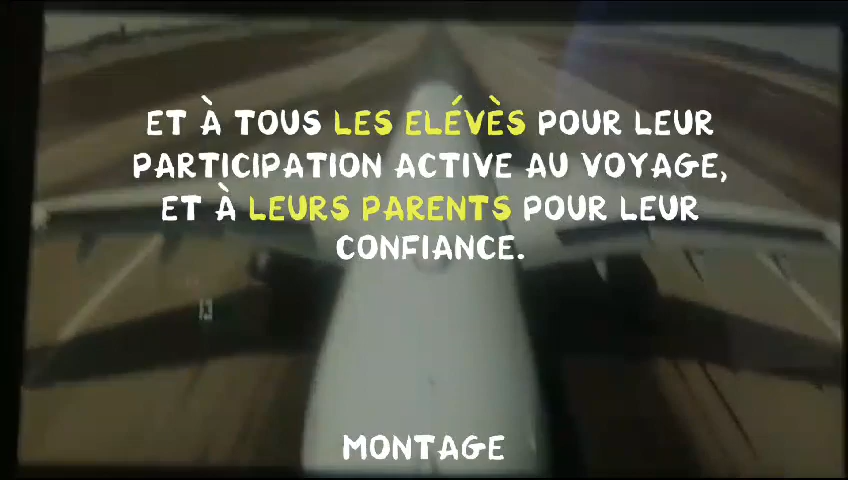 ET À TOUS LES ELÉVÈS POUR LEUR
PARTICIPATION ACTIVE AU VOYAGE,
ET À LEURS PARENTS POUR LEUR
CONFIANCE.
MONTAGE